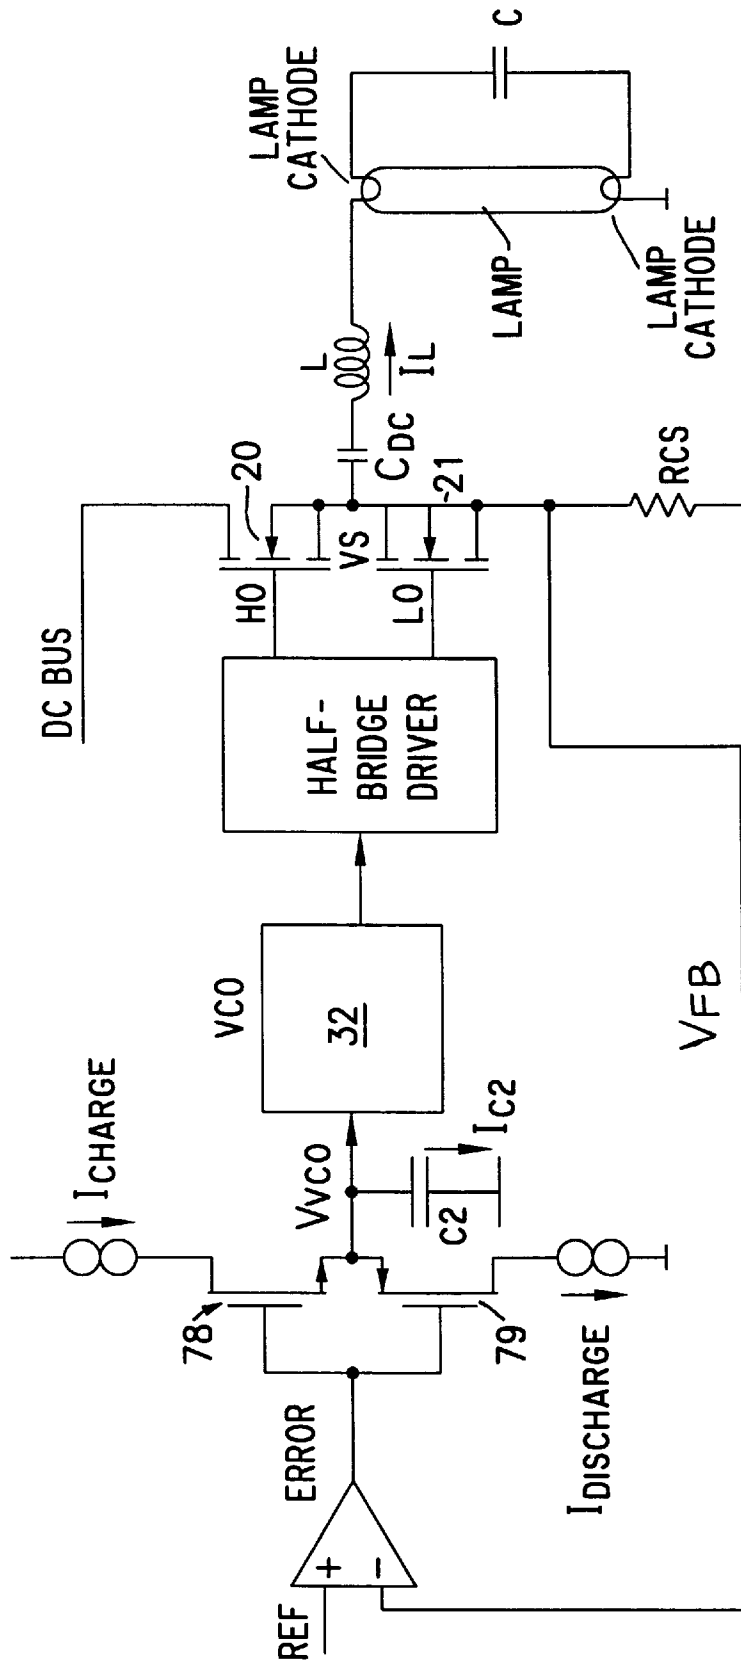 REF
+
-
ERROR
78
79
ICHARGE
IDISCHARGE
VVCO
C2
IC2
VCO
32
HALF-
BRIDGE
DRIVER
DC BUS
HO
LO
20
VS
21
CDC
L
IL
RCS
VFB
LAMP
CATHODE
LAMP
LAMP
CATHODE
C